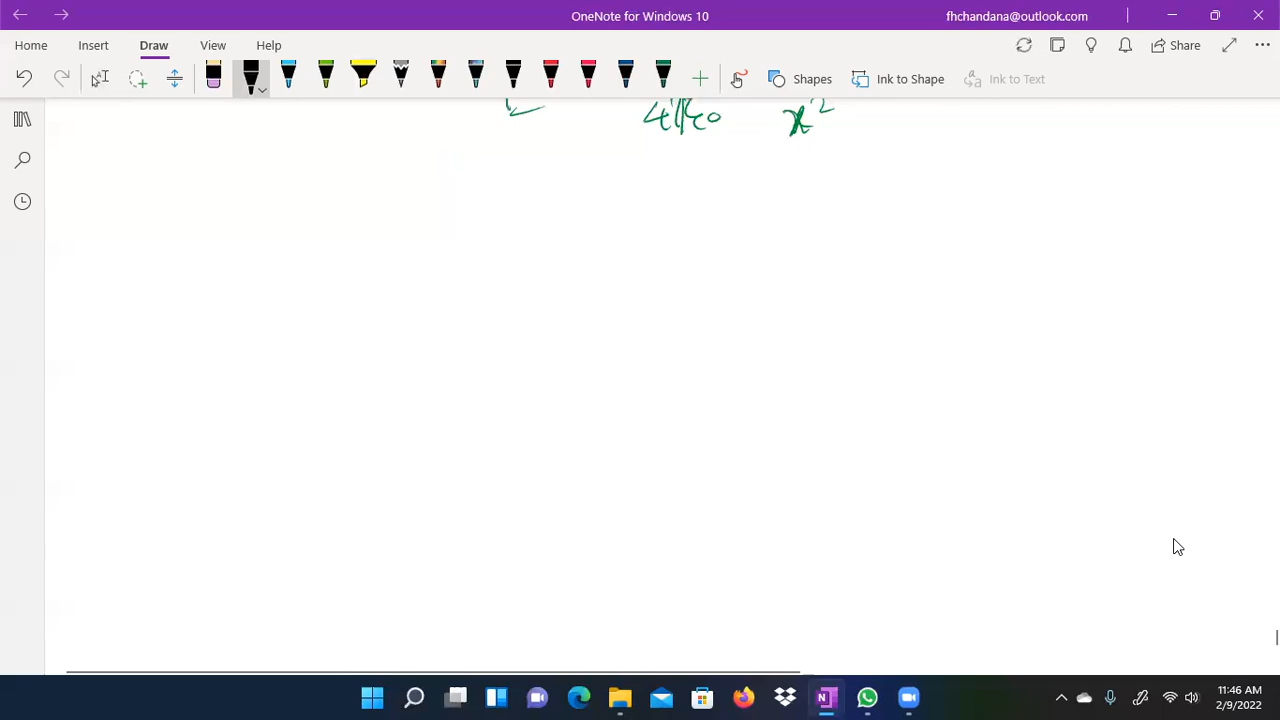 OneNote for Windows 10
fhchandana@outlook.com
Home Insert Draw View Help
Share
Shapes
Ink to Shape
Ink to Text
x²
11:46 AM
2/9/2022